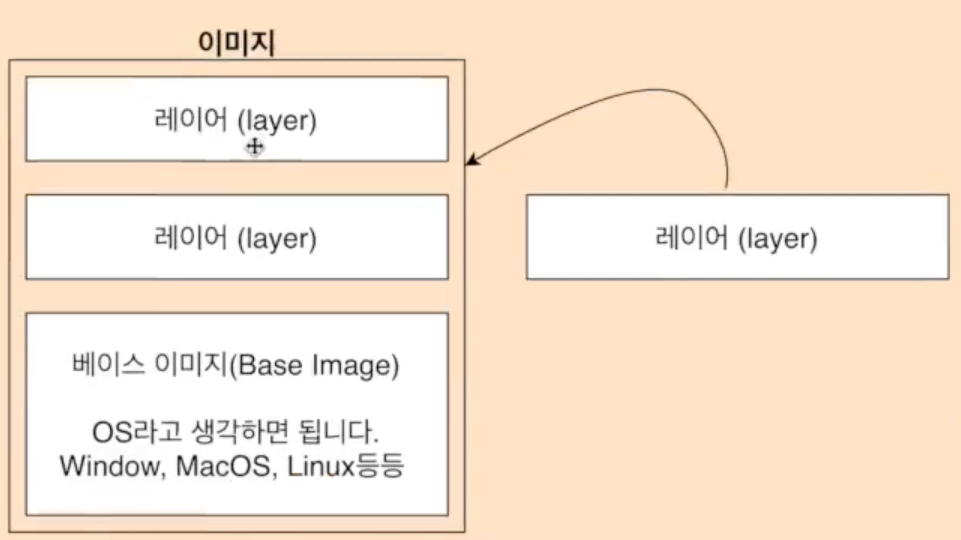 이미지
레이어 (layer)
레이어 (layer)
레이어 (layer)
베이스 이미지(Base Image)
OS라고 생각하면 됩니다.
Window, MacOS, Linux등등